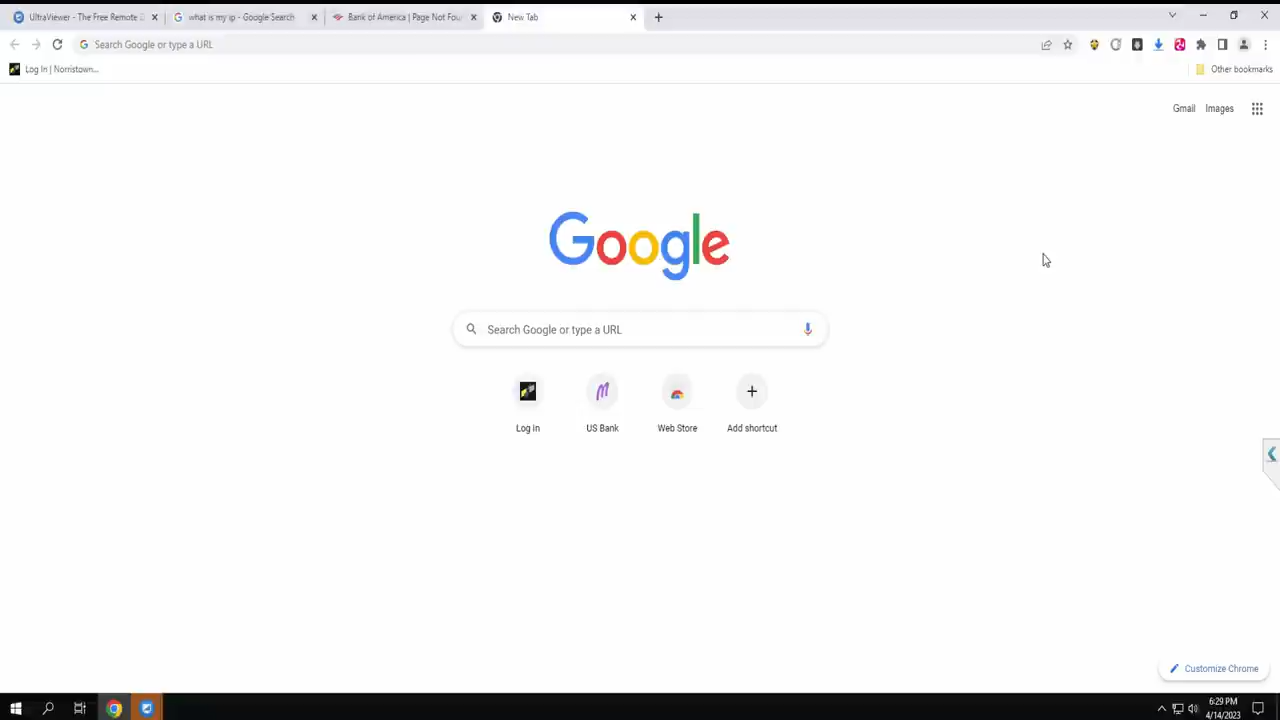 UltraViewer - The Free Remote D
what is my ip - Google Search
Bank of America | Page Not Fou
New Tab
Search Google or type a URL
Log In | Norristown...
Other bookmarks
Gmail
Images
Google
Search Google or type a URL
Log In
US Bank
Web Store
Add shortcut
Customize Chrome
6:29 PM
4/14/2023